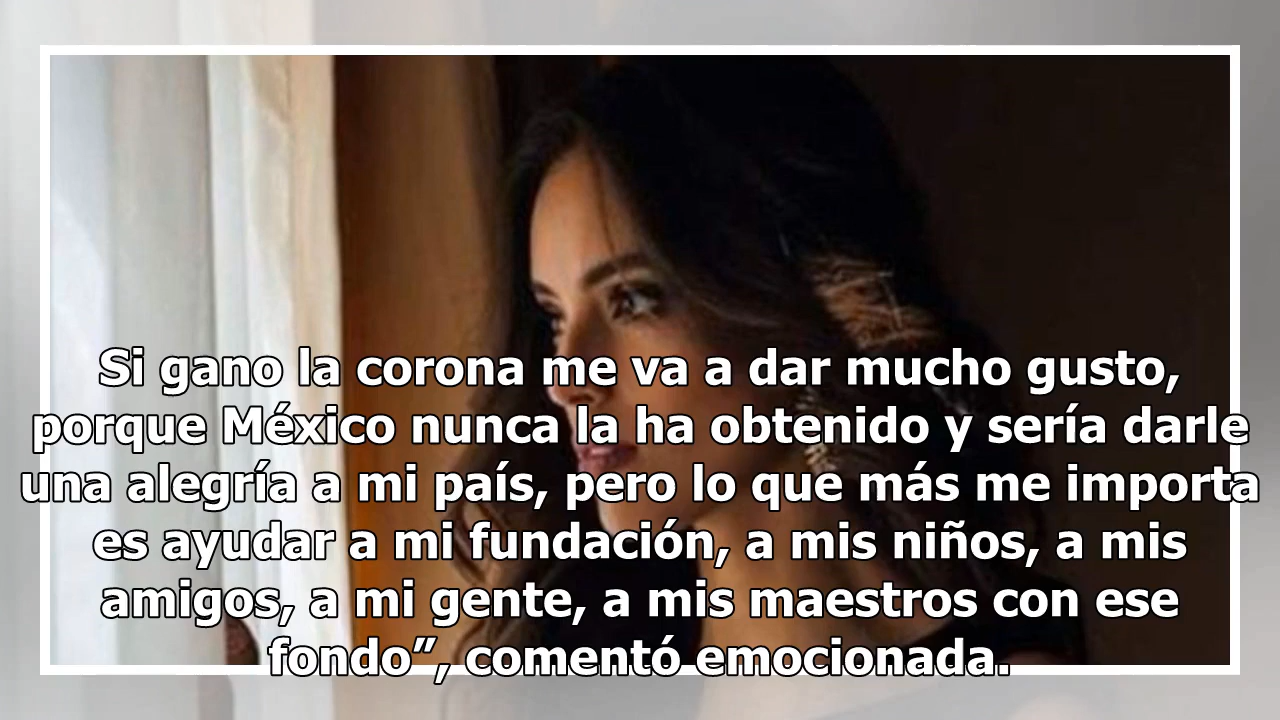 Si gano la corona me va a dar mucho gusto,
porque México nunca la ha obtenido y sería darle
una alegría a mi país, pero lo que más me importa
es ayudar a mi fundación, a mis niños, a mis
amigos, a mi gente, a mis maestros con ese
fondo”, comentó emocionada.